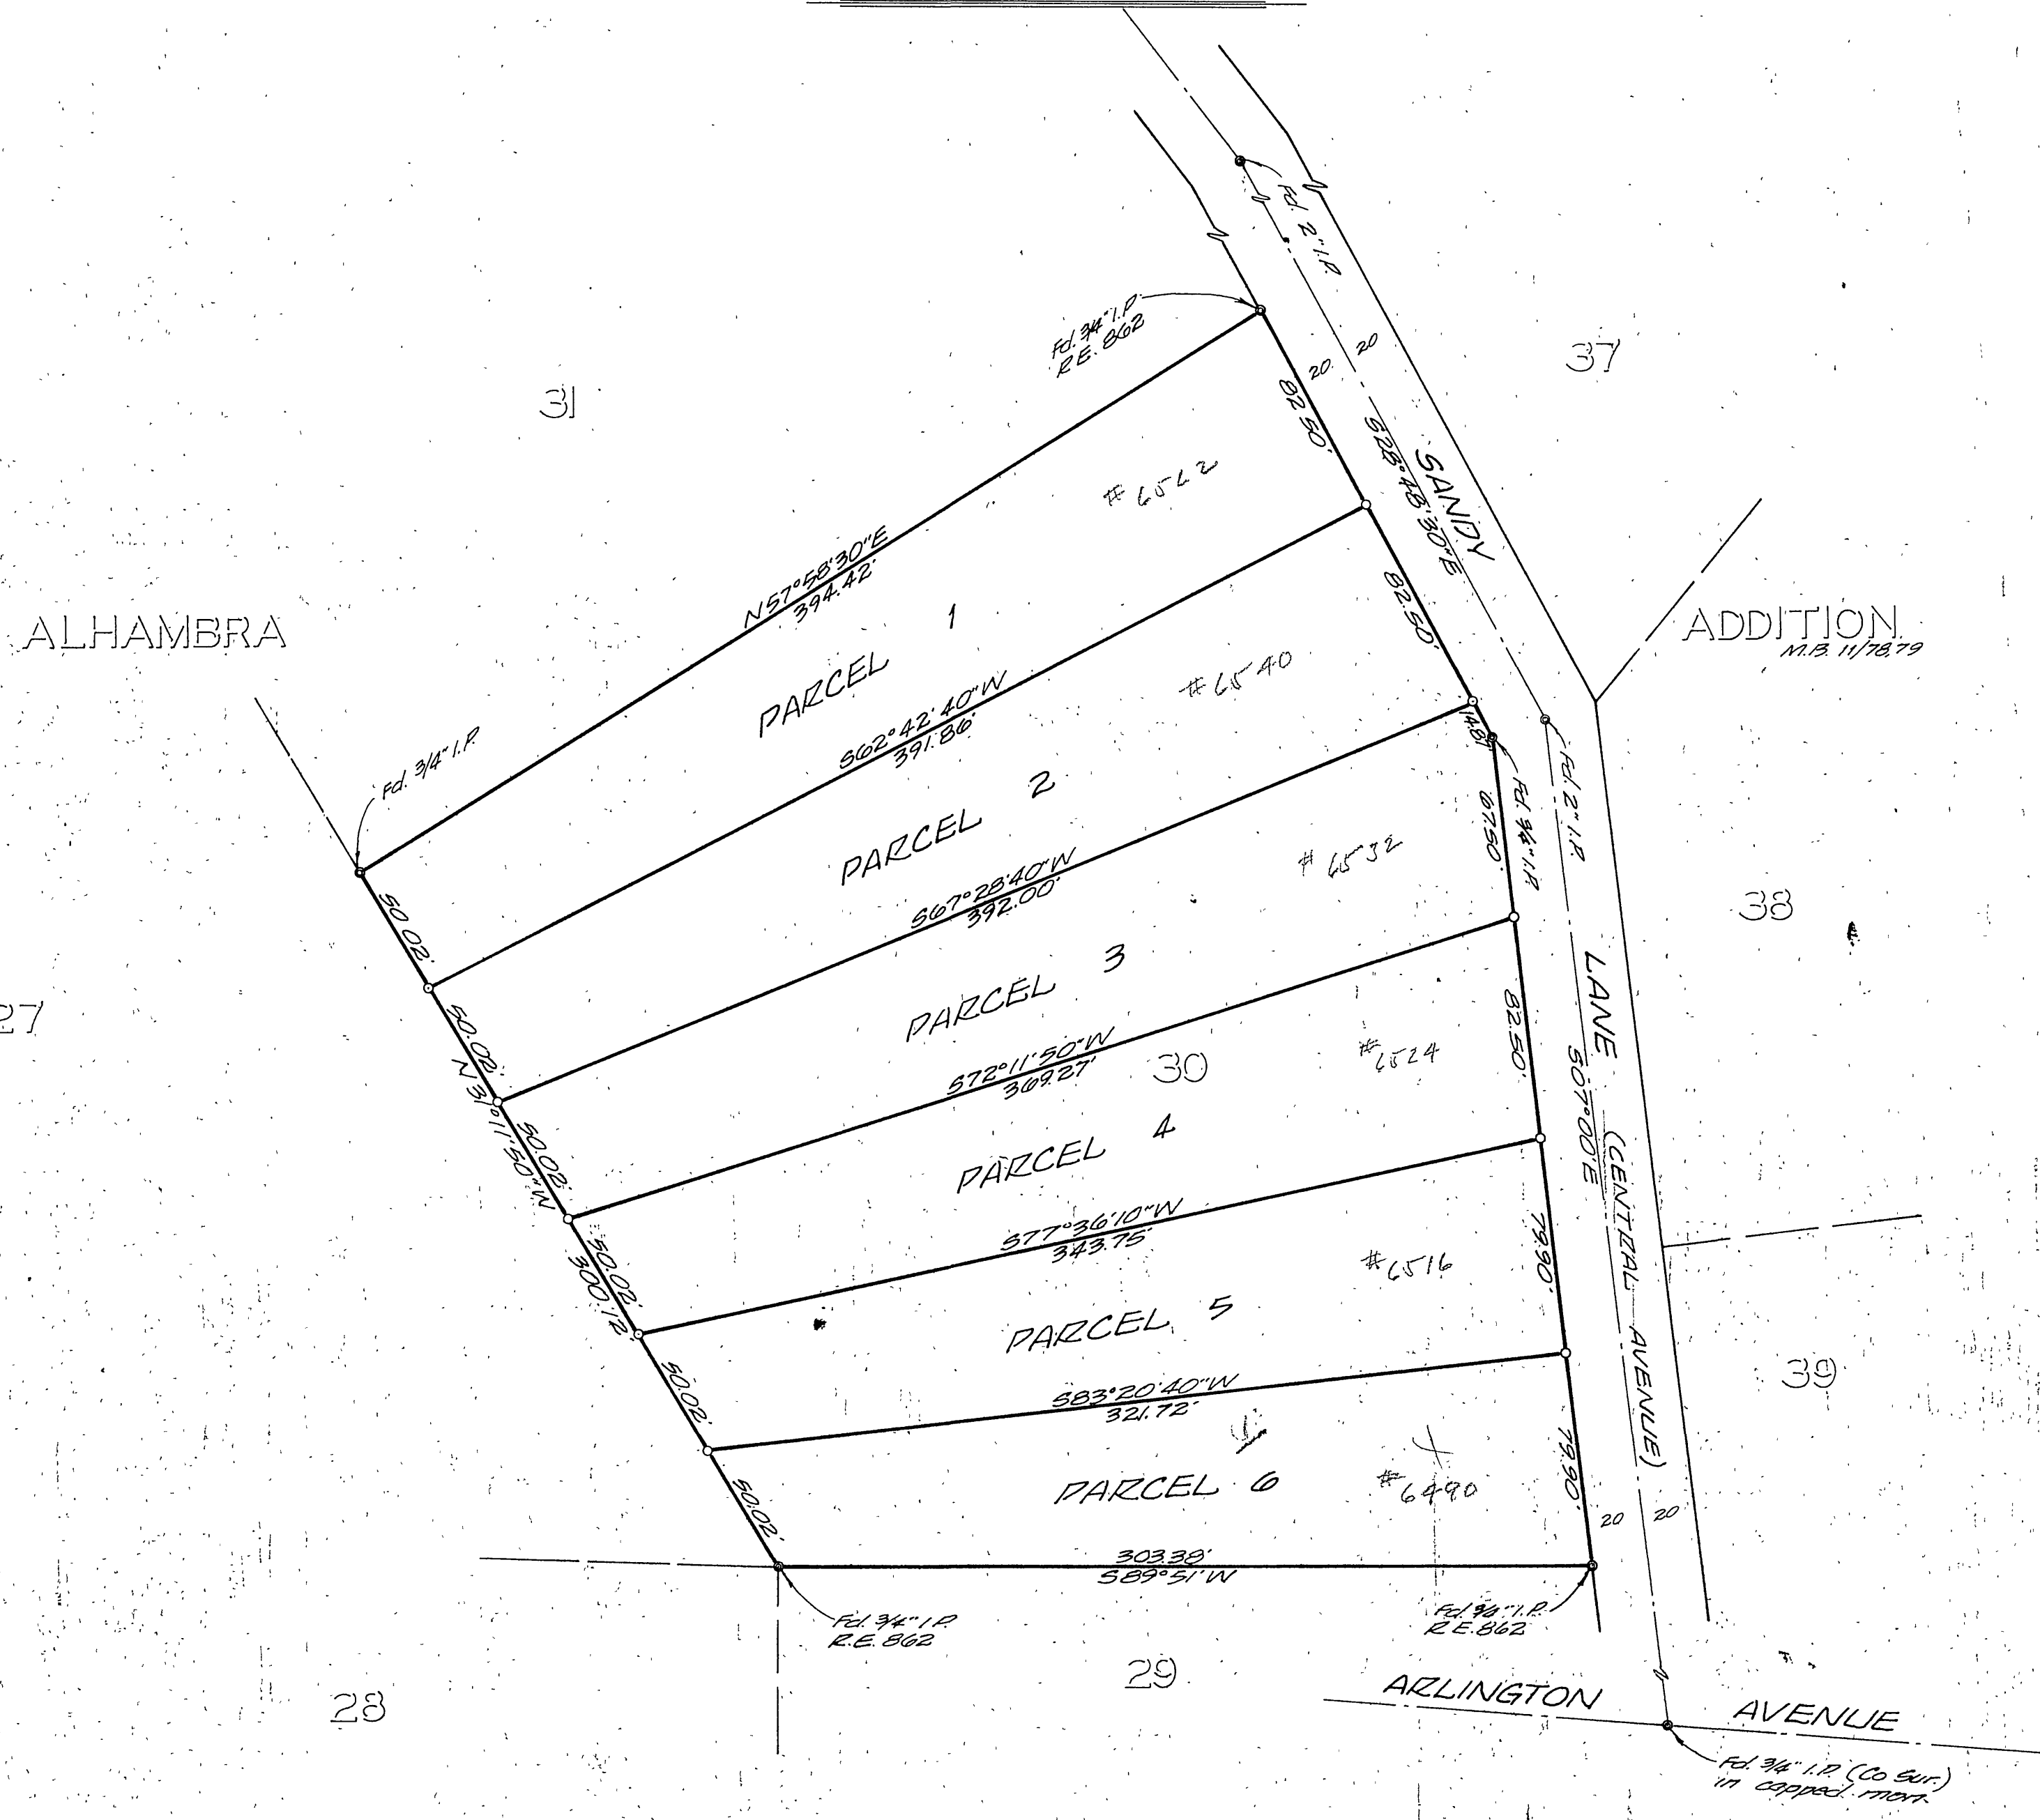 Fd. 2" I.P.
Fd. 3/4" I.P.
R.E. 862
20
20
37
31
82.50'
SANDY
S28°48'30"E
# 6562
N57°58'30"E
394.42'
PARCEL 1
ALHAMBRA
ADDITION
M.B. 11/78,79
82.50'
# 6540
S62°42'40"W
391.86'
Fd. 3/4" I.P.
14.87'
Fd. 2" I.P.
Fd. 3/4" I.P.
PARCEL 2
67.50'
# 6532
S67°28'40"W
392.00'
50.02'
38
27
PARCEL 3
LANE
82.50'
50.02'
N31°11'50"W
S72°11'50"W
369.27'
30
# 6524
S07°00'E
(CENTRAL AVENUE)
50.02'
PARCEL 4
S77°36'10"W
343.75'
79.90'
# 6516
50.02'
300.12'
PARCEL 5
S83°20'40"W
321.72'
39
50.02'
79.90'
PARCEL 6
# 6490
50.02'
20
20
303.38'
S89°51'W
Fd. 3/4" I.P.
R.E. 862
Fd. 3/4" I.P.
R.E. 862
29
28
ARLINGTON AVENUE
Fd. 3/4" I.P. (Co Sur.)
in capped mon.